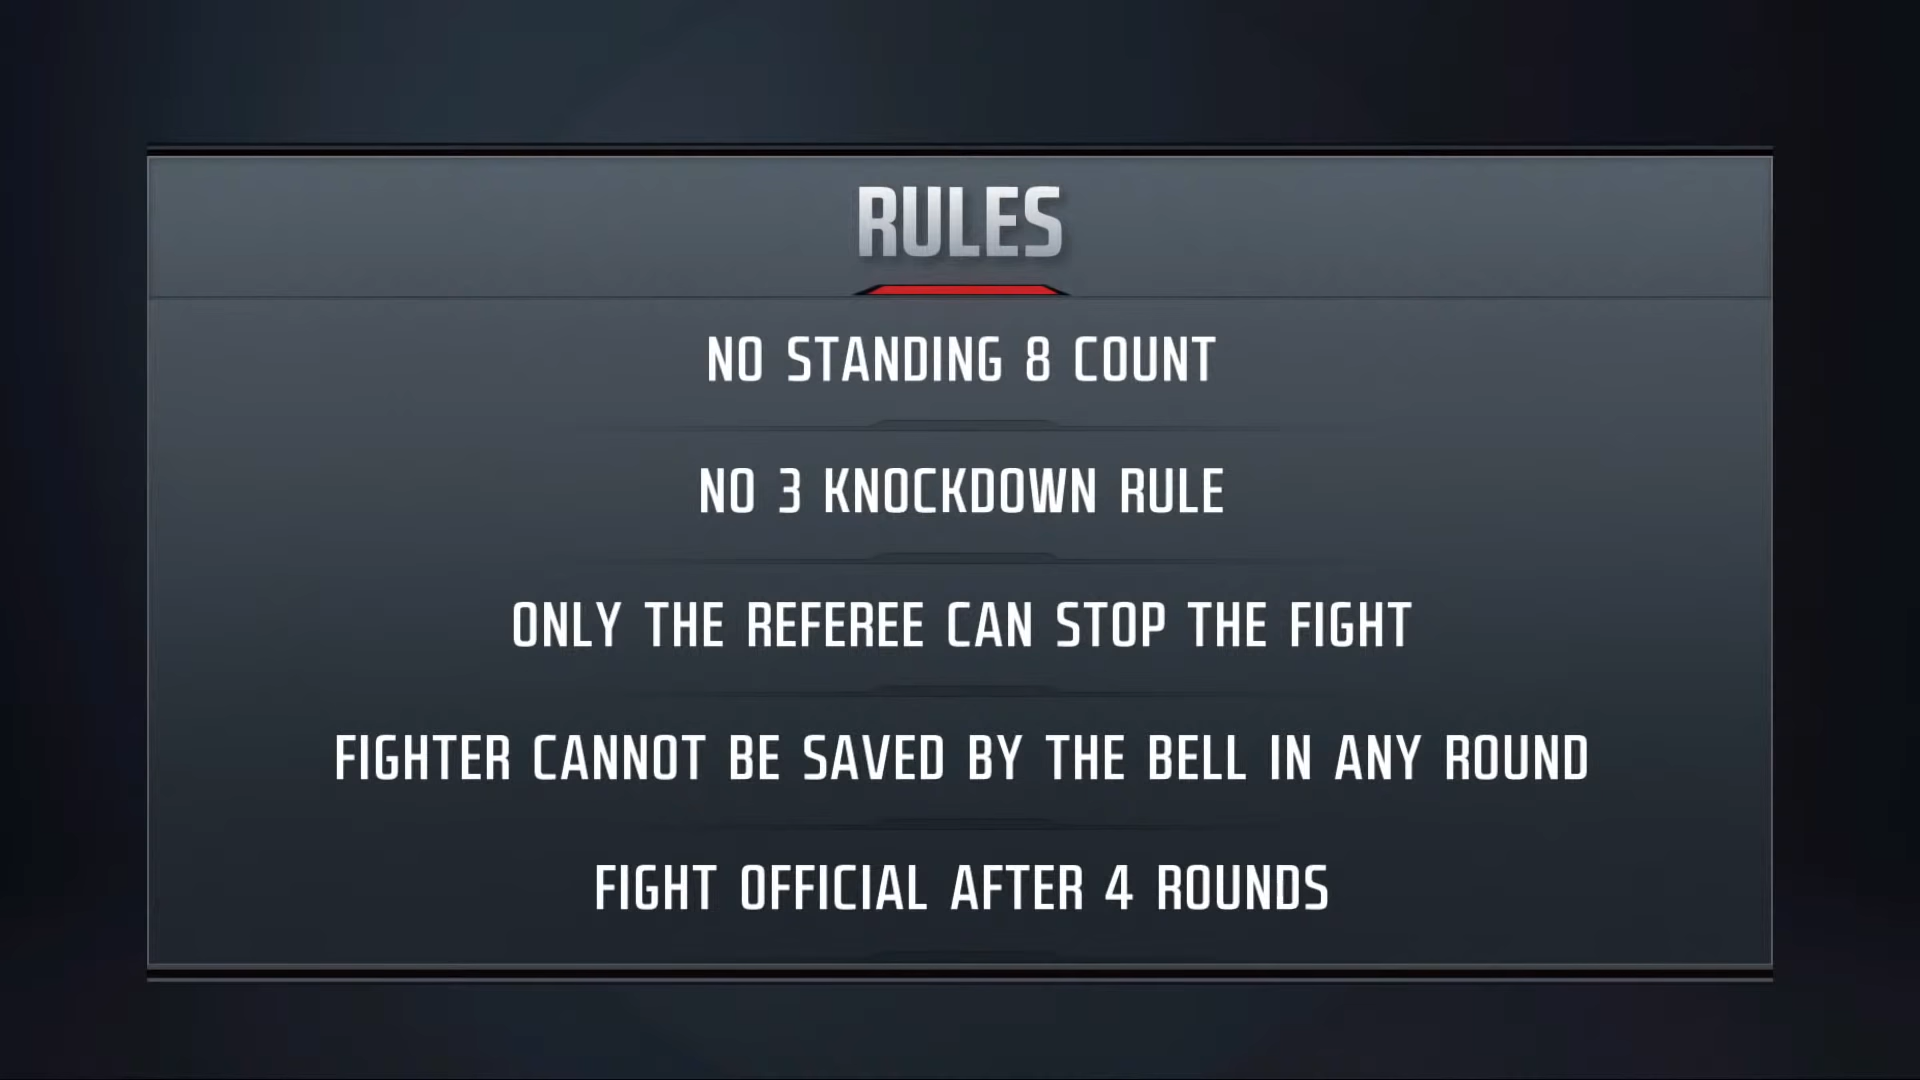 RULES
NO STANDING 8 COUNT
NO 3 KNOCKDOWN RULE
ONLY THE REFEREE CAN STOP THE FIGHT
FIGHTER CANNOT BE SAVED BY THE BELL IN ANY ROUND
FIGHT OFFICIAL AFTER 4 ROUNDS